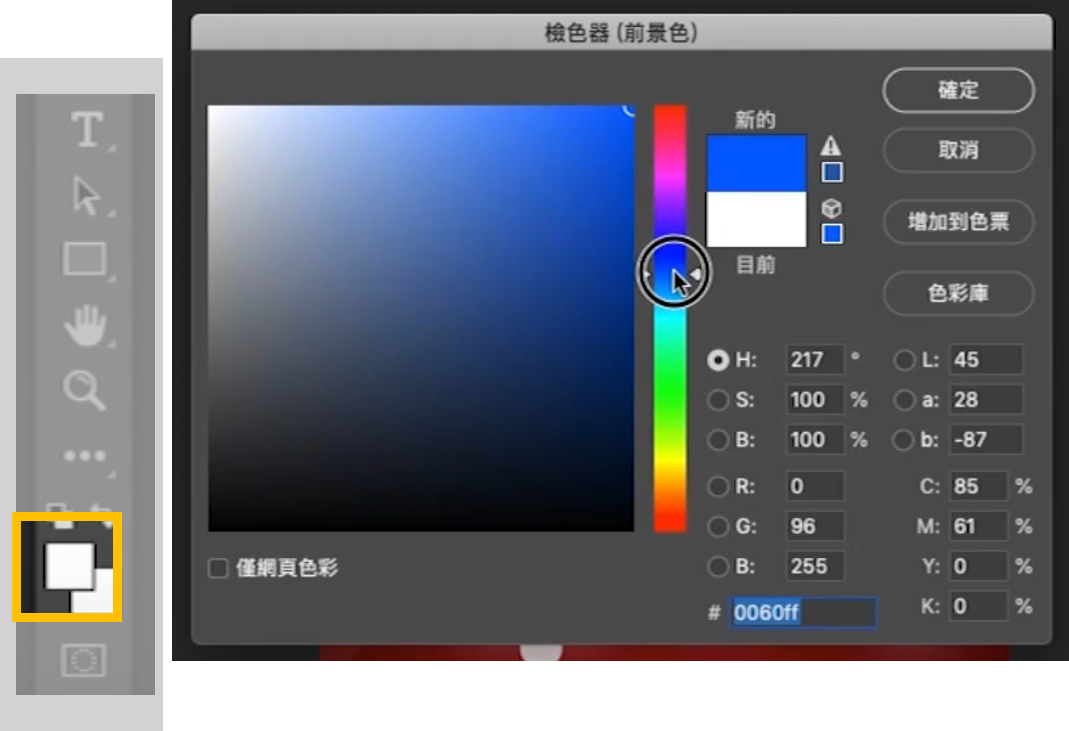 檢色器 (前景色)
T
新的
目前
確定
取消
增加到色票
色彩庫
H: 217 °
S: 100 %
B: 100 %
R: 0
G: 96
B: 255
# 0060ff
L: 45
a: 28
b: -87
C: 85 %
M: 61 %
Y: 0 %
K: 0 %
僅網頁色彩